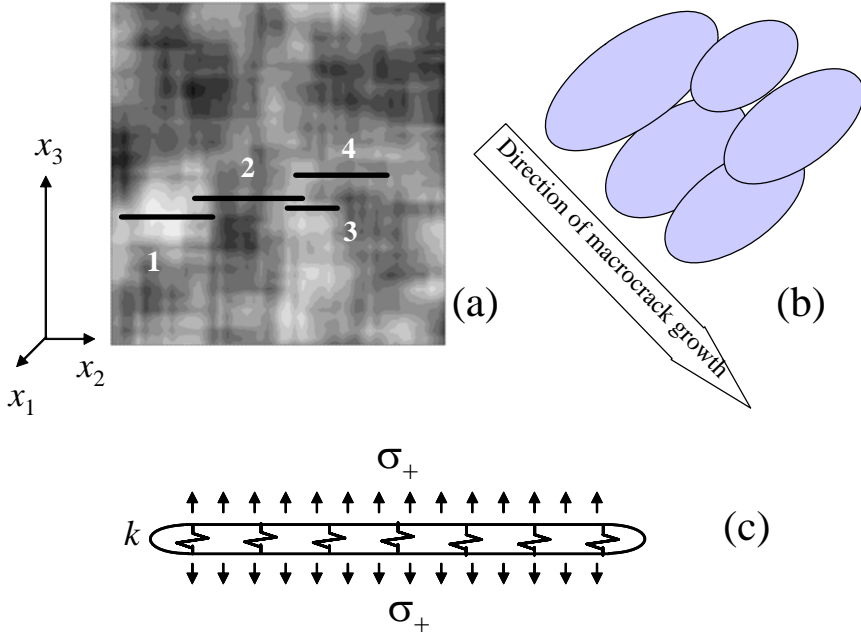 x3
x2
x1
1
2
3
4
(a)
Direction of macrocrack growth
(b)
σ+
k
(c)
σ+